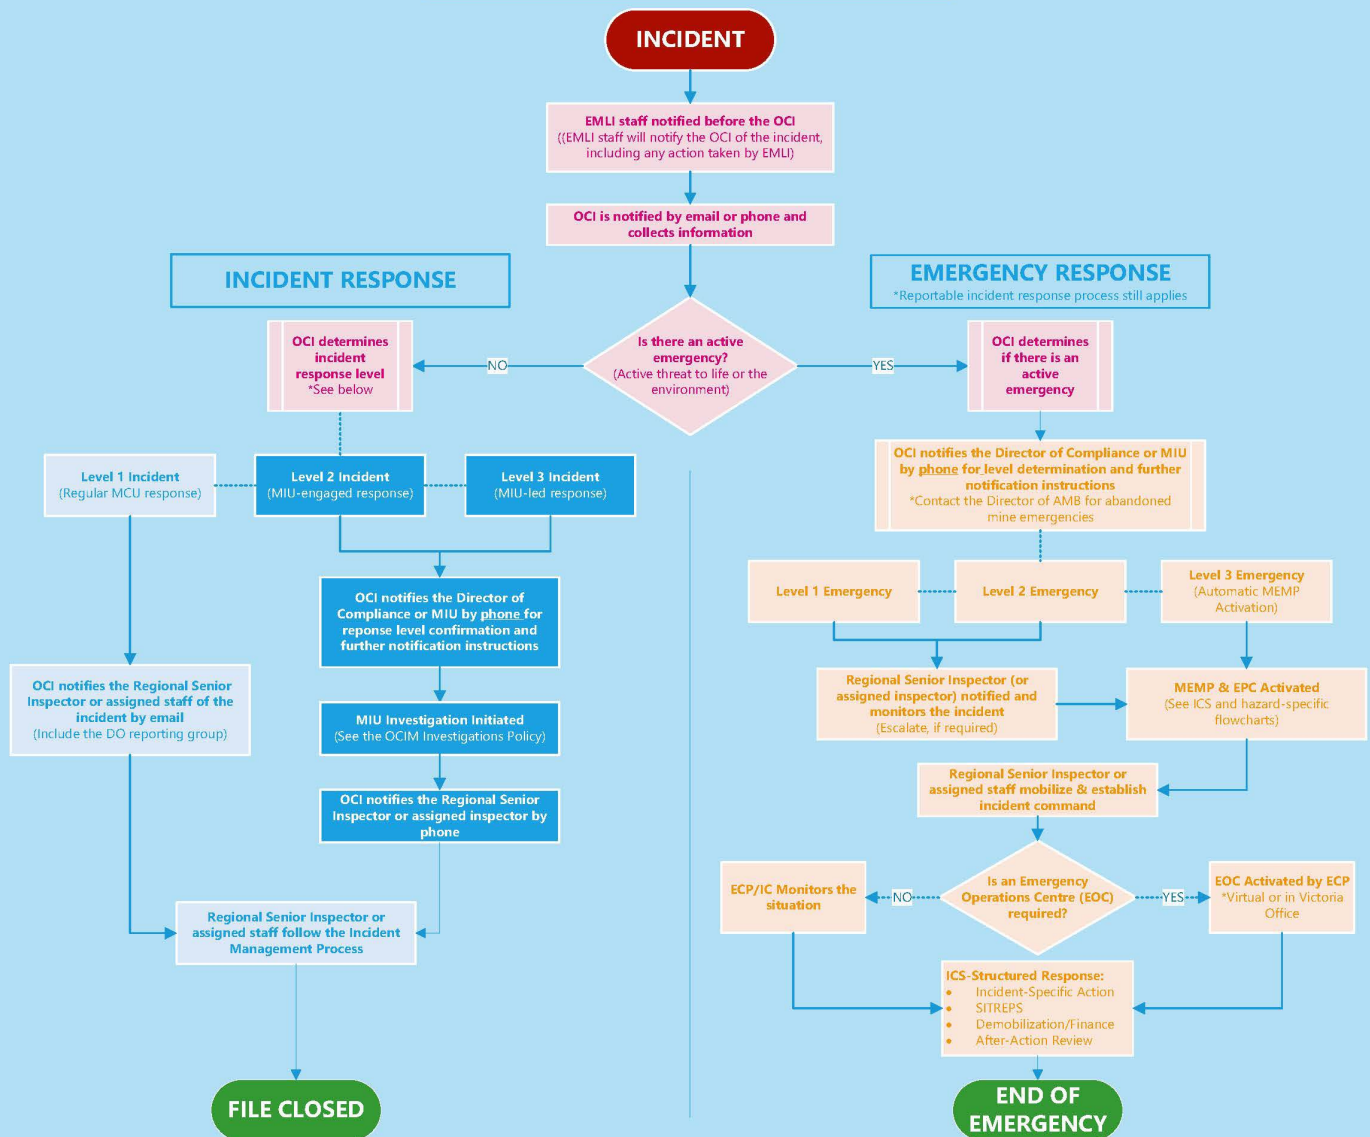 INCIDENT
EMLI staff notified before the OCI
((EMLI staff will notify the OCI of the incident,
including any action taken by EMLI)
OCI is notified by email or phone and
collects information
INCIDENT RESPONSE
EMERGENCY RESPONSE
*Reportable incident response process still applies
OCI determines
incident
response level
*See below
NO
Is there an active
emergency?
(Active threat to life or the
environment)
YES
OCI determines
if there is an
active
emergency
Level 1 Incident
(Regular MCU response)
Level 2 Incident
(MIU-engaged response)
Level 3 Incident
(MIU-led response)
OCI notifies the Director of
Compliance or MIU by phone for
reponse level confirmation and
further notification instructions
OCI notifies the Regional Senior
Inspector or assigned staff of the
incident by email
(Include the DO reporting group)
MIU Investigation Initiated
(See the OCIM Investigations Policy)
OCI notifies the Regional Senior
Inspector or assigned inspector by
phone
Regional Senior Inspector or
assigned staff follow the Incident
Management Process
FILE CLOSED
OCI notifies the Director of Compliance or MIU
by phone for level determination and further
notification instructions
*Contact the Director of AMB for abandoned
mine emergencies
Level 1 Emergency
Level 2 Emergency
Level 3 Emergency
(Automatic MEMP
Activation)
Regional Senior Inspector (or
assigned inspector) notified and
monitors the incident
(Escalate, if required)
MEMP & EPC Activated
(See ICS and hazard-specific
flowcharts)
Regional Senior Inspector or
assigned staff mobilize & establish
incident command
ECP/IC Monitors the
situation
NO
Is an Emergency
Operations Centre (EOC)
required?
YES
EOC Activated by ECP
*Virtual or in Victoria
Office
ICS-Structured Response:
• Incident-Specific Action
• SITREPS
• Demobilization/Finance
• After-Action Review
END OF
EMERGENCY